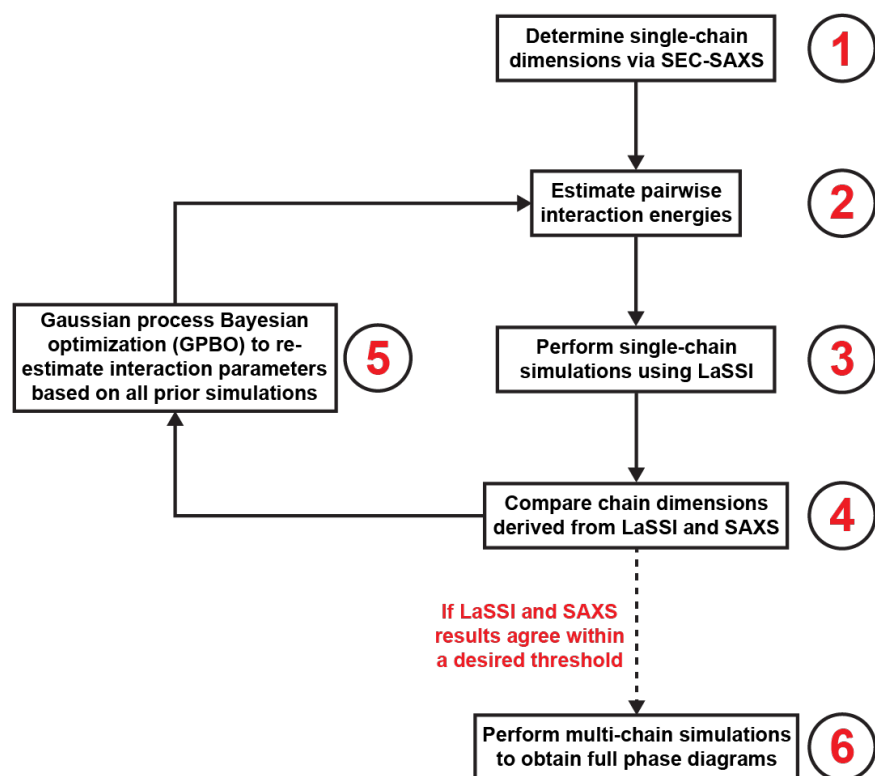 Determine single-chain
dimensions via SEC-SAXS
1
Estimate pairwise
interaction energies
2
Perform single-chain
simulations using LaSSI
3
Compare chain dimensions
derived from LaSSI and SAXS
4
Gaussian process Bayesian
optimization (GPBO) to re-
estimate interaction parameters
based on all prior simulations
5
If LaSSI and SAXS
results agree within
a desired threshold
Perform multi-chain simulations
to obtain full phase diagrams
6